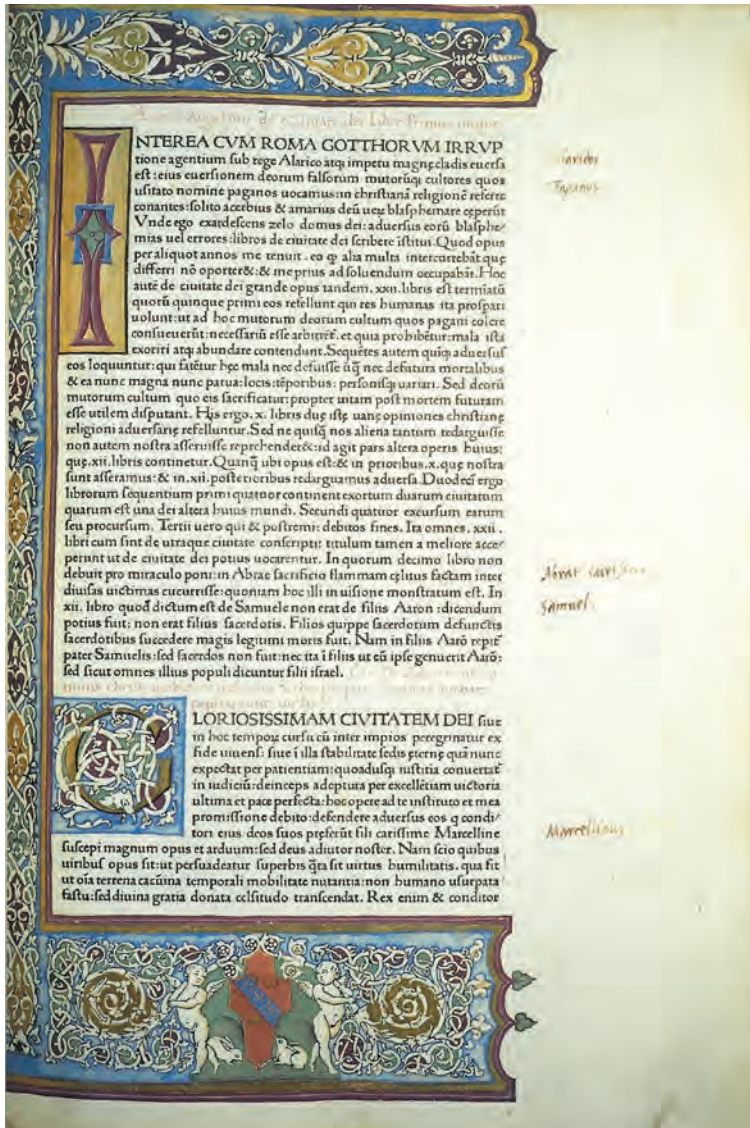 INTEREA CVM ROMA GOTTHORVM IRRVP
tione agentium sub rege Alarico atq; impetu magnę cladis euersa
est: eius euersionem deorum falsorum mutorūq; cultores quos
usitato nomine paganos uocamus: in christianā religionē referre
conantes: solito acerbius & amarius deū ueꝝ blasphemare ceperūt
Vnde ego exardescens zelo domus dei: aduersus eorū blasphe-
mias uel errores: libros de ciuitate dei scribere īstitui. Quod opus
per aliquot annos me tenuit. eo ꝙ alia multa intercurrebāt quę
differri nō oporter&: & me prius ad soluendum occupabāt. Hoc
autē de ciuitate dei grande opus tandem. xxii. libris est termīatū
quorū quinque primi eos refellunt qui res humanas ita prosꝑari
uolunt: ut ad hoc mutorum deorum cultum quos pagani colere
consueuerūt: necessariū esse arbitrēt. et quia prohibētur: mala ista
exoriri atq; abundare contendunt. Sequētes autem quīq; aduersus
eos loquuntur: qui fatētur hęc mala nec defuisse ūq̄ nec defutura mortalibus
& ea nunc magna nunc parua: locis: tēporibus: personisq; uariari. Sed deorū
mutorum cultum quo eis sacrificatur: propter uitam post mortem futuram
esse utilem disputant. His ergo. x. libris duę istę uanę opiniones christianę
religioni aduersarię refelluntur. Sed ne quisq̄ nos aliena tantum redarguisse
non autem nostra asseruisse reprehender&: id agit pars altera operis huius:
quę. xii. libris continetur. Quanq̄ ubi opus est: & in prioribus. x. quę nostra
sunt asseramus: & in. xii. posterioribus redarguamus aduersa. Duodecī ergo
librorum sequentium primi quatuor continent exortum duarum ciuitatum
quarum est una dei altera huius mundi. Secundi quatuor excursum earum
seu procursum. Tertii uero qui & postremi: debitos fines. Ita omnes. xxii.
libri cum sint de utraque ciuitate conscripti: titulum tamen a meliore acce-
perunt ut de ciuitate dei potius uocarentur. In quorum decimo libro non
debuit pro miraculo poni: in Abrae sacrificio flammam cęlitus factam inter
diuisas uictimas cucurrisse: quoniam hoc illi in uisione monstratum est. In
xii. libro quod dictum est de Samuele non erat de filiis Aaron: dicendum
potius fuit: non erat filius sacerdotis. Filios quippe sacerdotum defunctis
sacerdotibus succedere magis legitimi moris fuit. Nam in filiis Aarō repit̄
pater Samuelis: sed sacerdos non fuit: nec ita ī filiis ut eū ipse genuerit Aarō:
sed sicut omnes illius populi dicuntur filii israel.
GLORIOSISSIMAM CIVITATEM DEI siue
in hoc tempoꝝ cursu cū inter impios peregrinatur ex
fide uiuens: siue ī illa stabilitate sedis ęternę quā nunc
expectat per patientiam: quoadusq; iustitia conuertat̄
in iudiciū: deinceps adeptura per excellētiam uictoria
ultima et pace perfecta: hoc opere ad te instituto et mea
promissione debito: defendere aduersus eos q condi-
tori eius deos suos pręferūt fili carissime Marcelline
suscepi magnum opus et arduum: sed deus adiutor noster. Nam scio quibus
uiribus opus sit: ut persuadeatur superbis q̄ta sit uirtus humilitatis. qua fit
ut oīa terrena cacūina temporali mobilitate nutantia: non humano usurpata
fastu: sed diuina gratia donata celsitudo transcendat. Rex enim & conditor
Paganus
Samuel.
Marcellinus